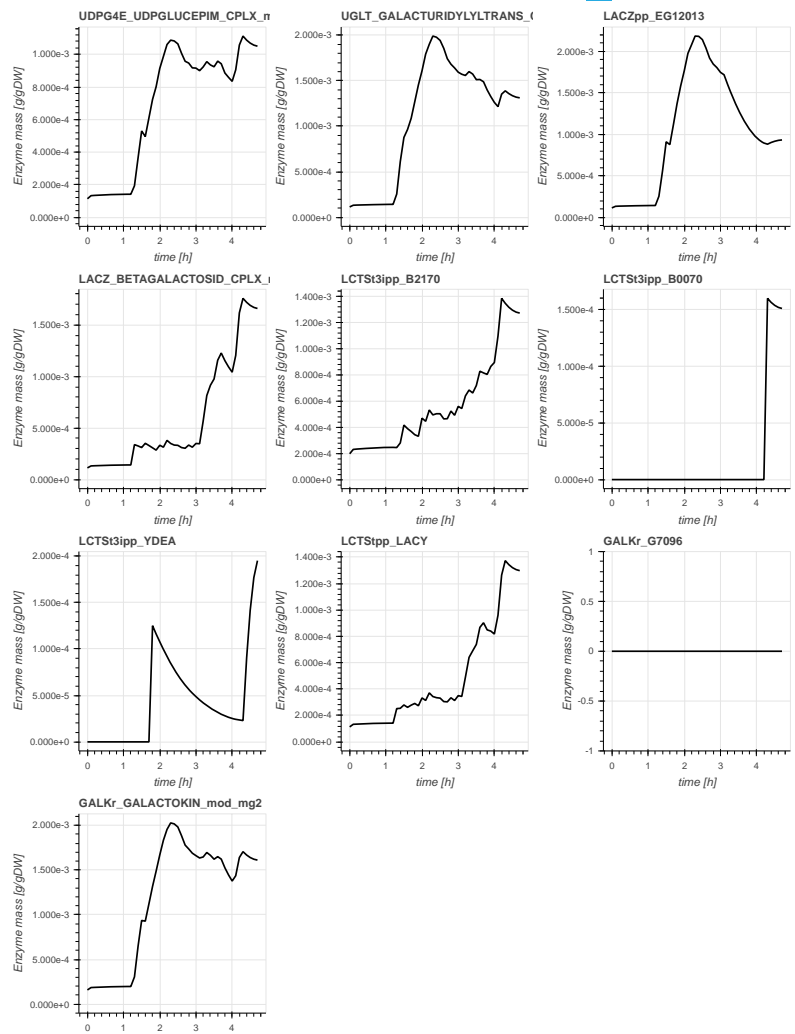 UDPG4E_UDPGLUCEPIM_CPLX_m
Enzyme mass [g/gDW]
1.000e-3
8.000e-4
6.000e-4
4.000e-4
2.000e-4
0.000e+0
0 1 2 3 4
time [h]
UGLT_GALACTURIDYLYLTRANS_
Enzyme mass [g/gDW]
2.000e-3
1.500e-3
1.000e-3
5.000e-4
0.000e+0
0 1 2 3 4
time [h]
LACZpp_EG12013
Enzyme mass [g/gDW]
2.000e-3
1.500e-3
1.000e-3
5.000e-4
0.000e+0
0 1 2 3 4
time [h]
LACZ_BETAGALACTOSID_CPLX_
Enzyme mass [g/gDW]
1.500e-3
1.000e-3
5.000e-4
0.000e+0
0 1 2 3 4
time [h]
LCTSt3ipp_B2170
Enzyme mass [g/gDW]
1.400e-3
1.200e-3
1.000e-3
8.000e-4
6.000e-4
4.000e-4
2.000e-4
0.000e+0
0 1 2 3 4
time [h]
LCTSt3ipp_B0070
Enzyme mass [g/gDW]
1.500e-4
1.000e-4
5.000e-5
0.000e+0
0 1 2 3 4
time [h]
LCTSt3ipp_YDEA
Enzyme mass [g/gDW]
2.000e-4
1.500e-4
1.000e-4
5.000e-5
0.000e+0
0 1 2 3 4
time [h]
LCTStpp_LACY
Enzyme mass [g/gDW]
1.400e-3
1.200e-3
1.000e-3
8.000e-4
6.000e-4
4.000e-4
2.000e-4
0.000e+0
0 1 2 3 4
time [h]
GALKr_G7096
Enzyme mass [g/gDW]
1
0.5
0
-0.5
-1
0 1 2 3 4
time [h]
GALKr_GALACTOKIN_mod_mg2
Enzyme mass [g/gDW]
2.000e-3
1.500e-3
1.000e-3
5.000e-4
0.000e+0
0 1 2 3 4